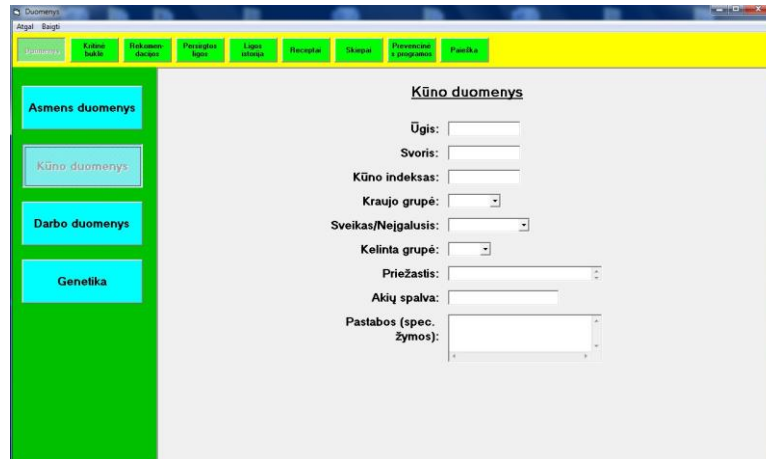 Duomenys
Atgal Baigti
Duomenys
Kritinė
būklė
Rekomen-
dacijos
Persirgtos
ligos
Ligos
istorija
Receptai
Skiepai
Prevencinė
s programos
Paieška
Asmens duomenys
Kūno duomenys
Darbo duomenys
Genetika
Kūno duomenys
Ūgis:
Svoris:
Kūno indeksas:
Kraujo grupė:
Sveikas/Neįgalusis:
Kelinta grupė:
Priežastis:
Akių spalva:
Pastabos (spec.
žymos):